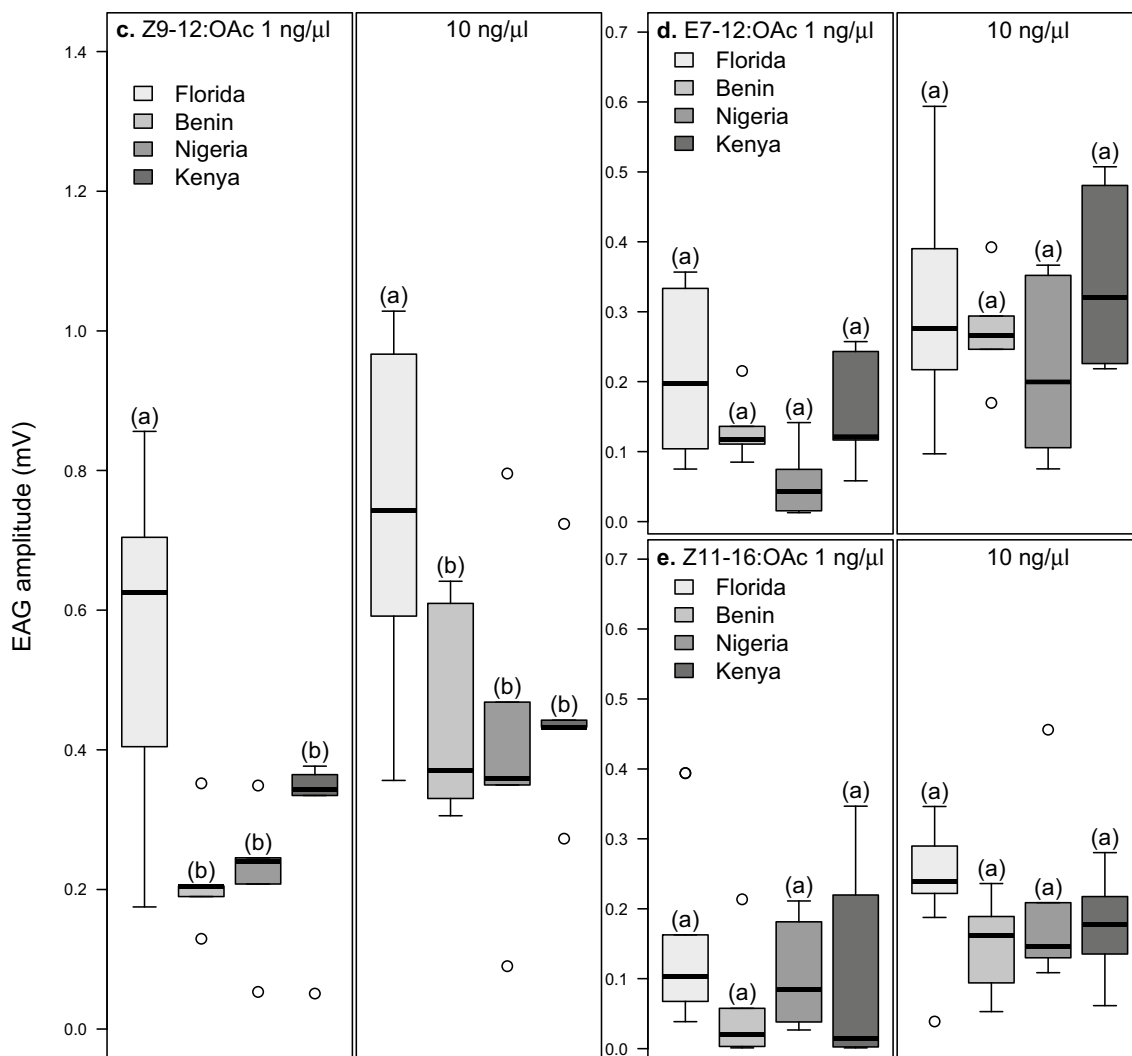 c. Z9-12:OAc 1 ng/µl
10 ng/µl
Florida
Benin
Nigeria
Kenya
1.4
1.2
1.0
0.8
0.6
0.4
0.2
0.0
EAG amplitude (mV)
(a)
(b)
(b)
(b)
(a)
(b)
(b)
(b)
d. E7-12:OAc 1 ng/µl
10 ng/µl
Florida
Benin
Nigeria
Kenya
0.7
0.6
0.5
0.4
0.3
0.2
0.1
0.0
(a)
(a)
(a)
(a)
(a)
(a)
(a)
(a)
e. Z11-16:OAc 1 ng/µl
10 ng/µl
Florida
Benin
Nigeria
Kenya
0.7
0.6
0.5
0.4
0.3
0.2
0.1
0.0
(a)
(a)
(a)
(a)
(a)
(a)
(a)
(a)